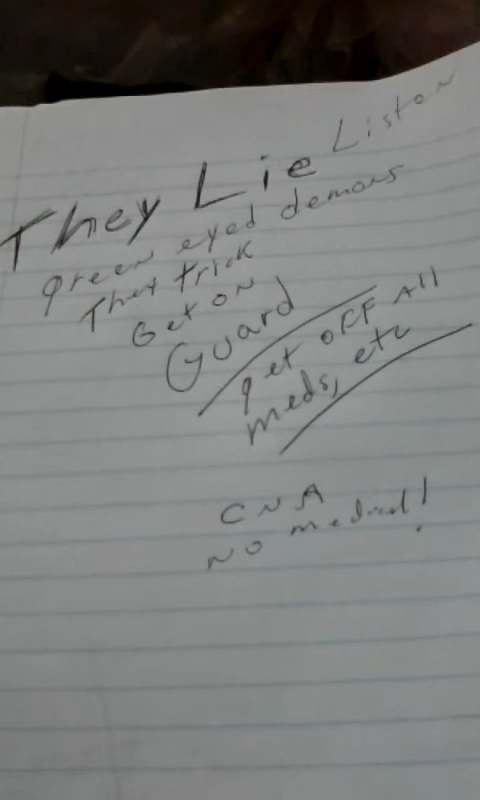 They Lie Listen
green eyed demons
That trick
Get on
Guard
get OFF All
meds, etc
CNA
NO medical!